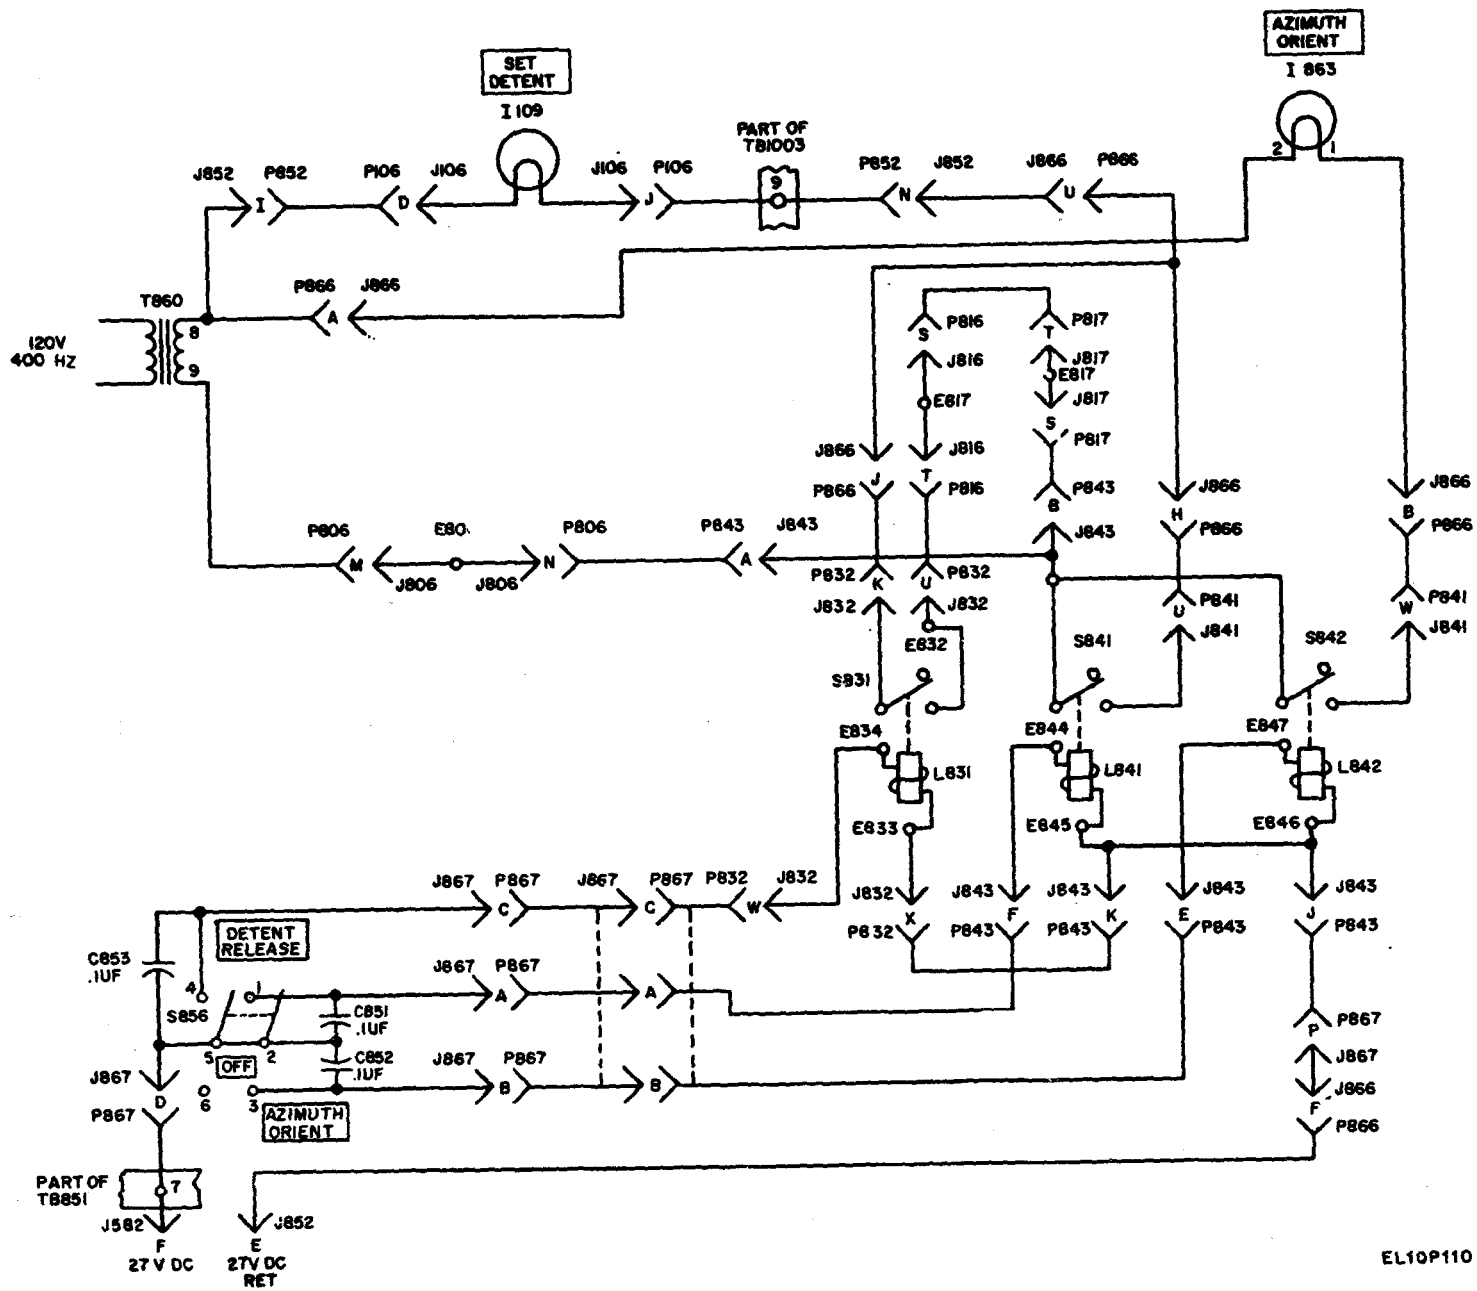 AZIMUTH
ORIENT
I 863
2 1
SET
DETENT
I 109
PART OF
TB1003
9
J852 P852 P106 J106 J106 P106 P852 J852 J866 P866
I D J N U
T860
P866 J866
A
8
9
120V
400 HZ
S P816 T P817
J816 J817
E817
E817
J817
S
P817
J866 J816
J T
P866 P816
P843
B
J843
J866
H
P866
J866
B
P866
P806 E80 P806 P843 J843
M N A
J806 J806
P832 P832
K U
J832 J832
E832
P841
U
J841
P841
W
J841
S831 S841 S842
E834 E844 E847
L831 L841 L842
E833 E845 E846
J867 P867 J867 P867 P832 J832
C C W
J832 J843 J843 J843 J843
X F K E J
P832 P843 P843 P843 P843
DETENT
RELEASE
C853
.1UF
4 1
S856
J867 P867
A A
C851
.1UF
5 2
OFF
C852
.1UF
J867 P867
B B
J867
D
P867
6 3
AZIMUTH
ORIENT
P P867
J867
J866
F
P866
PART OF
TB851
7
J582 J852
F E
27 V DC 27V DC
RET
EL1QP110